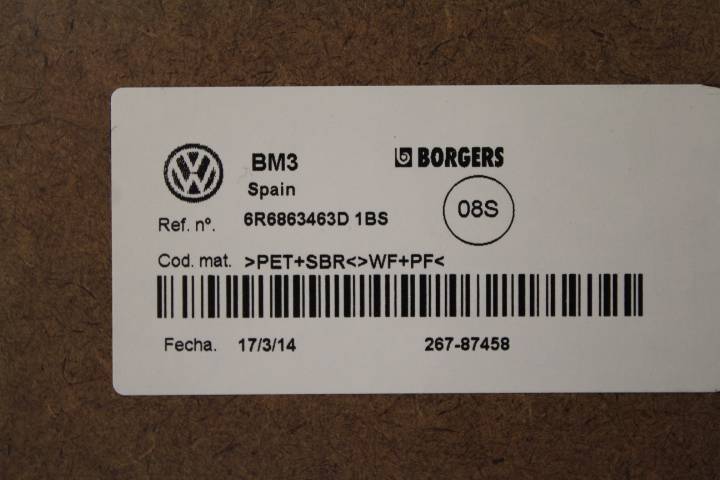 BM3 BORGERS
Spain
08S
Ref. nº. 6R6863463D 1BS
Cod. mat. >PET+SBR<>WF+PF<
Fecha. 17/3/14 267-87458